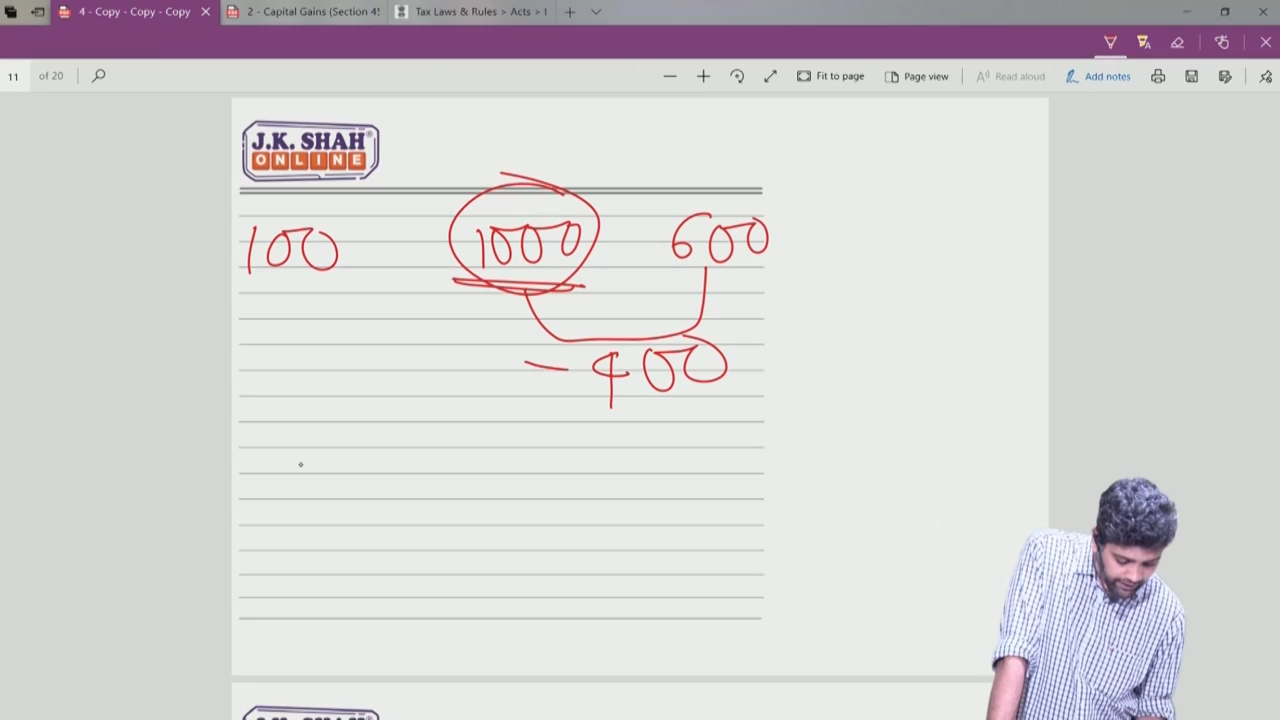 4 - Copy - Copy - Copy
2 - Capital Gains (Section 45
Tax Laws & Rules > Acts > I
11 of 20
Fit to page
Page view
Read aloud
Add notes
J.K. SHAH
ONLINE
100 1000 600
- 400